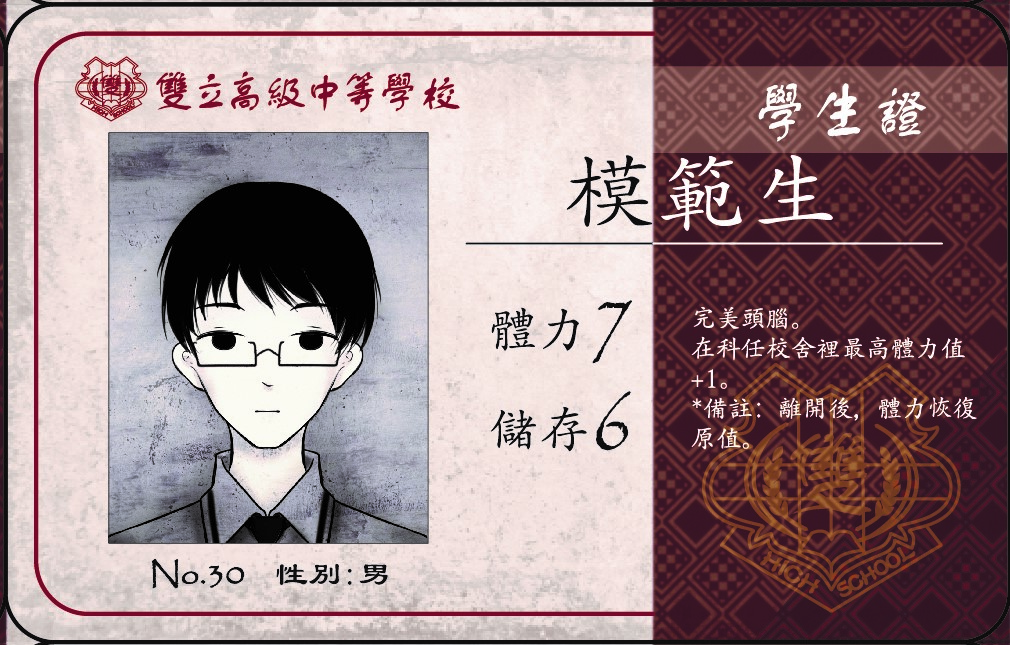 雙立高級中等學校
學生證
模範生
體力7
儲存6
完美頭腦。
在科任校舍裡最高體力值
+1。
*備註：離開後，體力恢復
原值。
No.30 性別:男
雙
HIGH SCHOOL